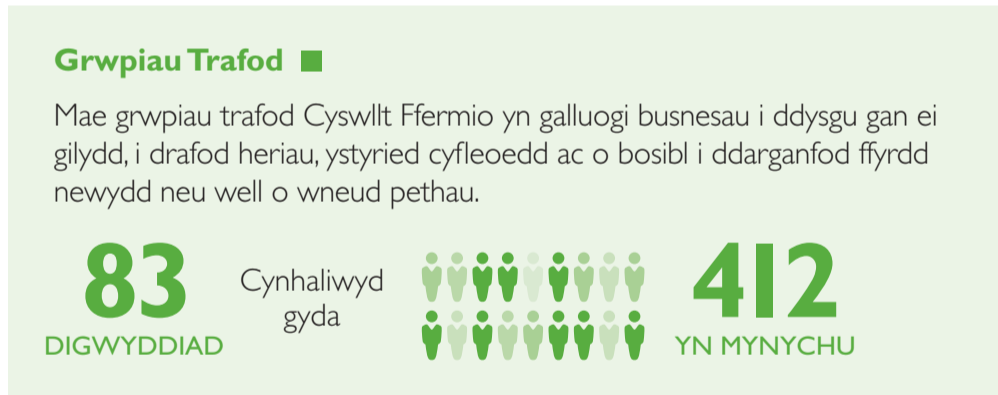 Grwpiau Trafod
Mae grwpiau trafod Cyswllt Ffermio yn galluogi busnesau i ddysgu gan ei
gilydd, i drafod heriau, ystyried cyfleoedd ac o bosibl i ddarganfod ffyrdd
newydd neu well o wneud pethau.
83
DIGWYDDIAD
Cynhaliwyd
gyda
412
YN MYNYCHU